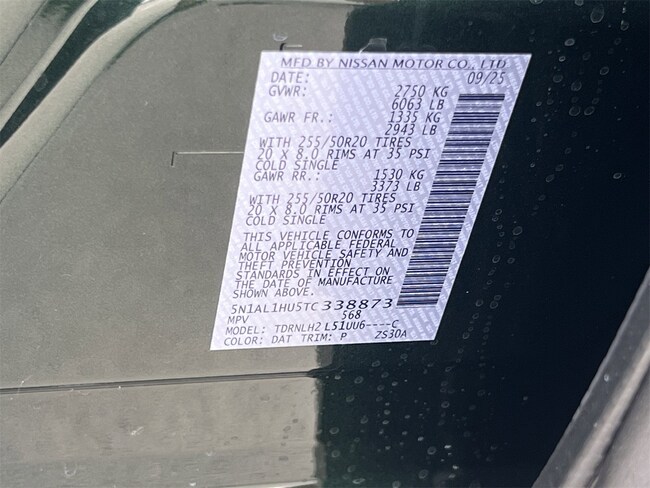 MFD BY NISSAN MOTOR CO., LTD
DATE: 09/25
GVWR: 2750 KG
6063 LB
GAWR FR.: 1335 KG
2943 LB
WITH 255/50R20 TIRES
20 X 8.0 RIMS AT 35 PSI
COLD SINGLE
GAWR RR.: 1530 KG
3373 LB
WITH 255/50R20 TIRES
20 X 8.0 RIMS AT 35 PSI
COLD SINGLE
THIS VEHICLE CONFORMS TO
ALL APPLICABLE FEDERAL
MOTOR VEHICLE SAFETY AND
THEFT PREVENTION
STANDARDS IN EFFECT ON
THE DATE OF MANUFACTURE
SHOWN ABOVE.
5N1AL1HU5TC338873
MPV 568
MODEL: TDRNLH2 L51UU6----C
COLOR: DAT TRIM: P ZS30A